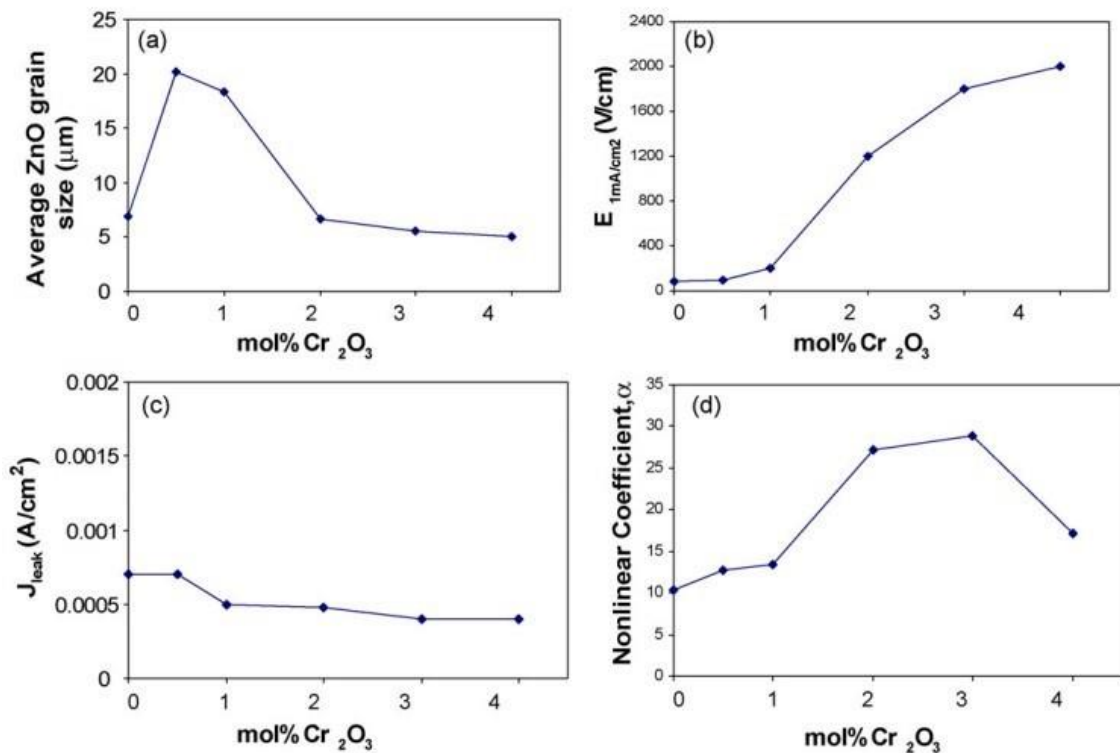 (a)
Average ZnO grain
size (μm)
25
20
15
10
5
0
0 1 2 3 4
mol% Cr 2O3
(b)
E 1mA/cm2 (V/cm)
2400
2000
1600
1200
800
400
0
0 1 2 3 4
mol% Cr 2O3
(c)
Jleak (A/cm2)
0.002
0.0015
0.001
0.0005
0
0 1 2 3 4
mol% Cr 2O3
(d)
Nonlinear Coefficient,α
35
30
25
20
15
10
5
0
0 1 2 3 4
mol% Cr 2O3